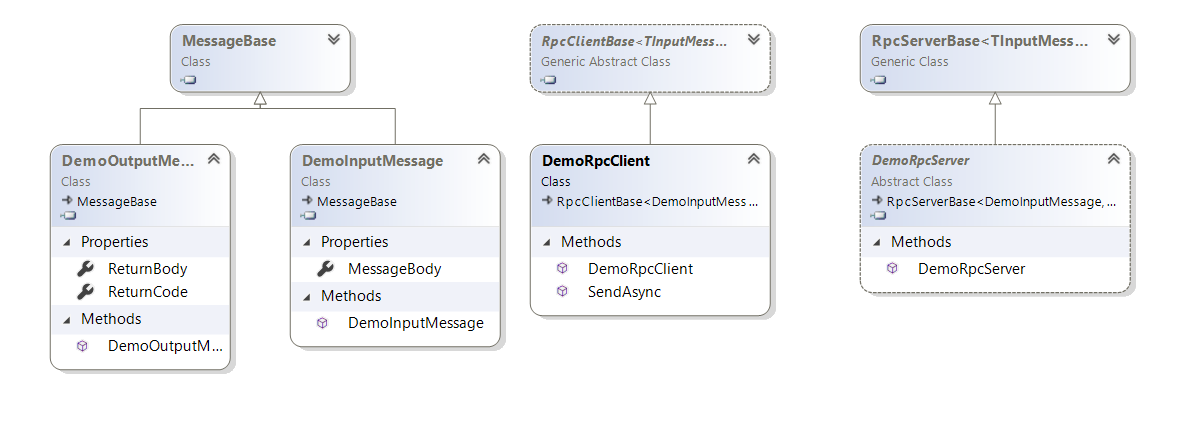 MessageBase
Class
RpcClientBase<TInputMess...
Generic Abstract Class
RpcServerBase<TInputMess...
Generic Class
DemoOutputMe...
Class
MessageBase
Properties
ReturnBody
ReturnCode
Methods
DemoOutputM...
DemoInputMessage
Class
MessageBase
Properties
MessageBody
Methods
DemoInputMessage
DemoRpcClient
Class
RpcClientBase<DemoInputMess ...
Methods
DemoRpcClient
SendAsync
DemoRpcServer
Abstract Class
RpcServerBase<DemoInputMessage, ...
Methods
DemoRpcServer